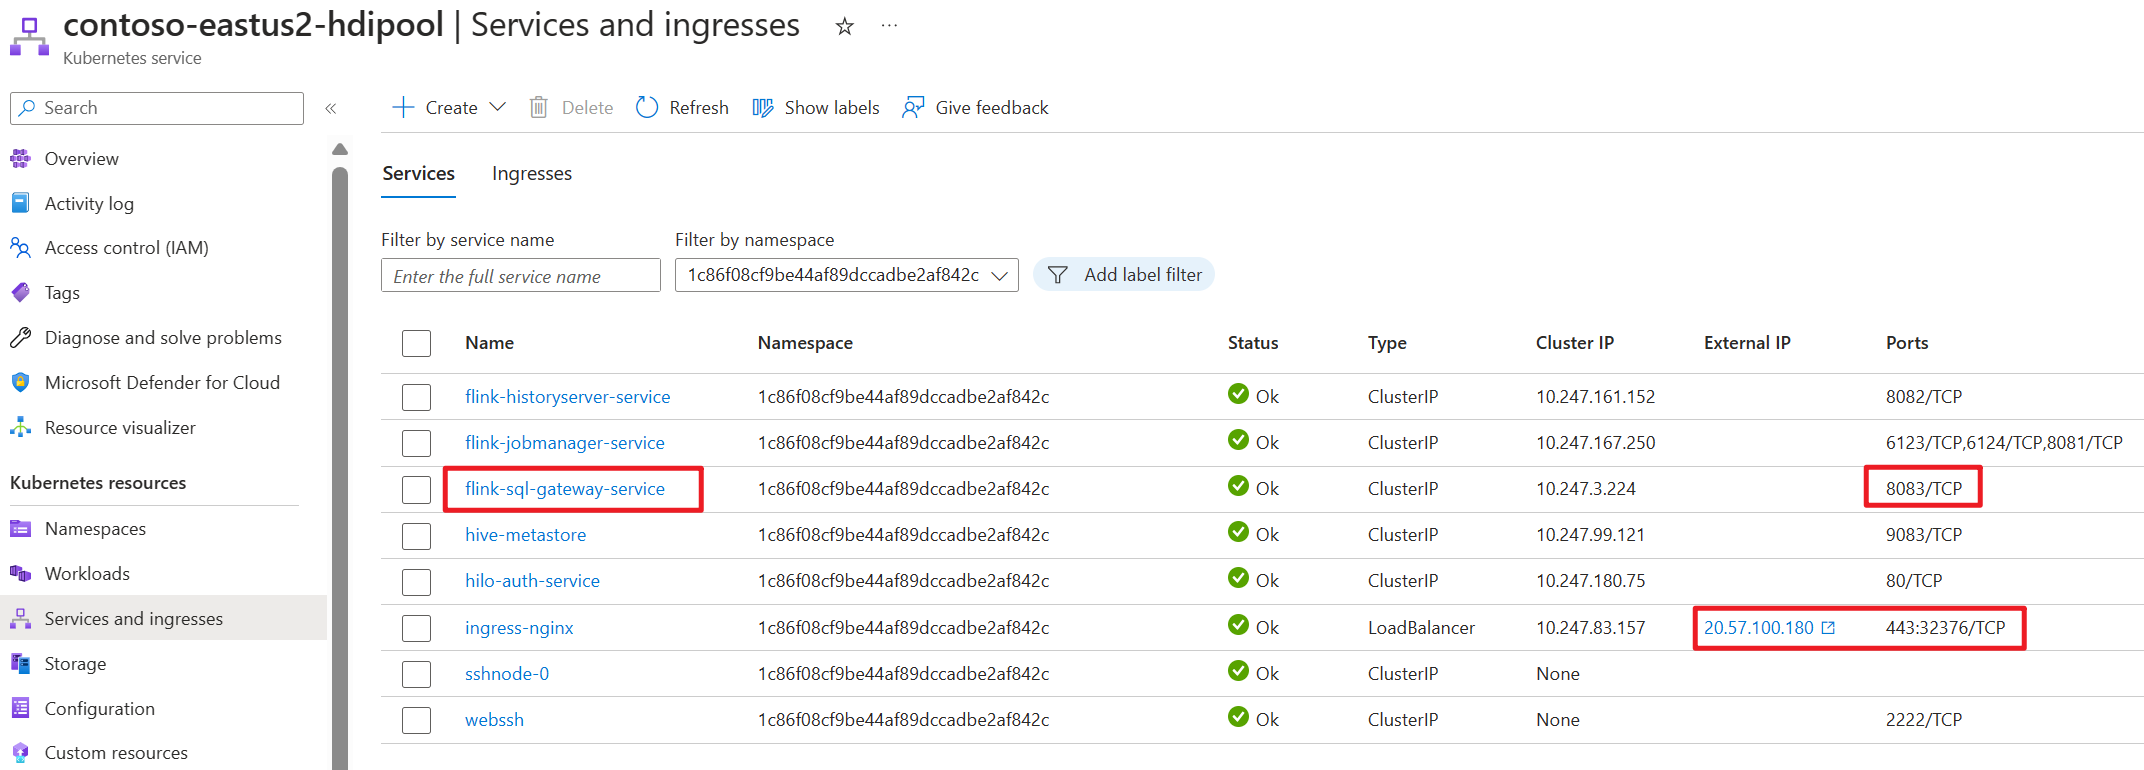 contoso-eastus2-hdipool | Services and ingresses
Kubernetes service
Search
Create
Delete
Refresh
Show labels
Give feedback
Overview
Activity log
Access control (IAM)
Tags
Diagnose and solve problems
Microsoft Defender for Cloud
Resource visualizer
Kubernetes resources
Namespaces
Workloads
Services and ingresses
Storage
Configuration
Custom resources
Services Ingresses
Filter by service name Filter by namespace
Enter the full service name 1c86f08cf9be44af89dccadbe2af842c Add label filter
Name Namespace Status Type Cluster IP External IP Ports
flink-historyserver-service 1c86f08cf9be44af89dccadbe2af842c Ok ClusterIP 10.247.161.152 8082/TCP
flink-jobmanager-service 1c86f08cf9be44af89dccadbe2af842c Ok ClusterIP 10.247.167.250 6123/TCP,6124/TCP,8081/TCP
flink-sql-gateway-service 1c86f08cf9be44af89dccadbe2af842c Ok ClusterIP 10.247.3.224 8083/TCP
hive-metastore 1c86f08cf9be44af89dccadbe2af842c Ok ClusterIP 10.247.99.121 9083/TCP
hilo-auth-service 1c86f08cf9be44af89dccadbe2af842c Ok ClusterIP 10.247.180.75 80/TCP
ingress-nginx 1c86f08cf9be44af89dccadbe2af842c Ok LoadBalancer 10.247.83.157 20.57.100.180 443:32376/TCP
sshnode-0 1c86f08cf9be44af89dccadbe2af842c Ok ClusterIP None
webssh 1c86f08cf9be44af89dccadbe2af842c Ok ClusterIP None 2222/TCP